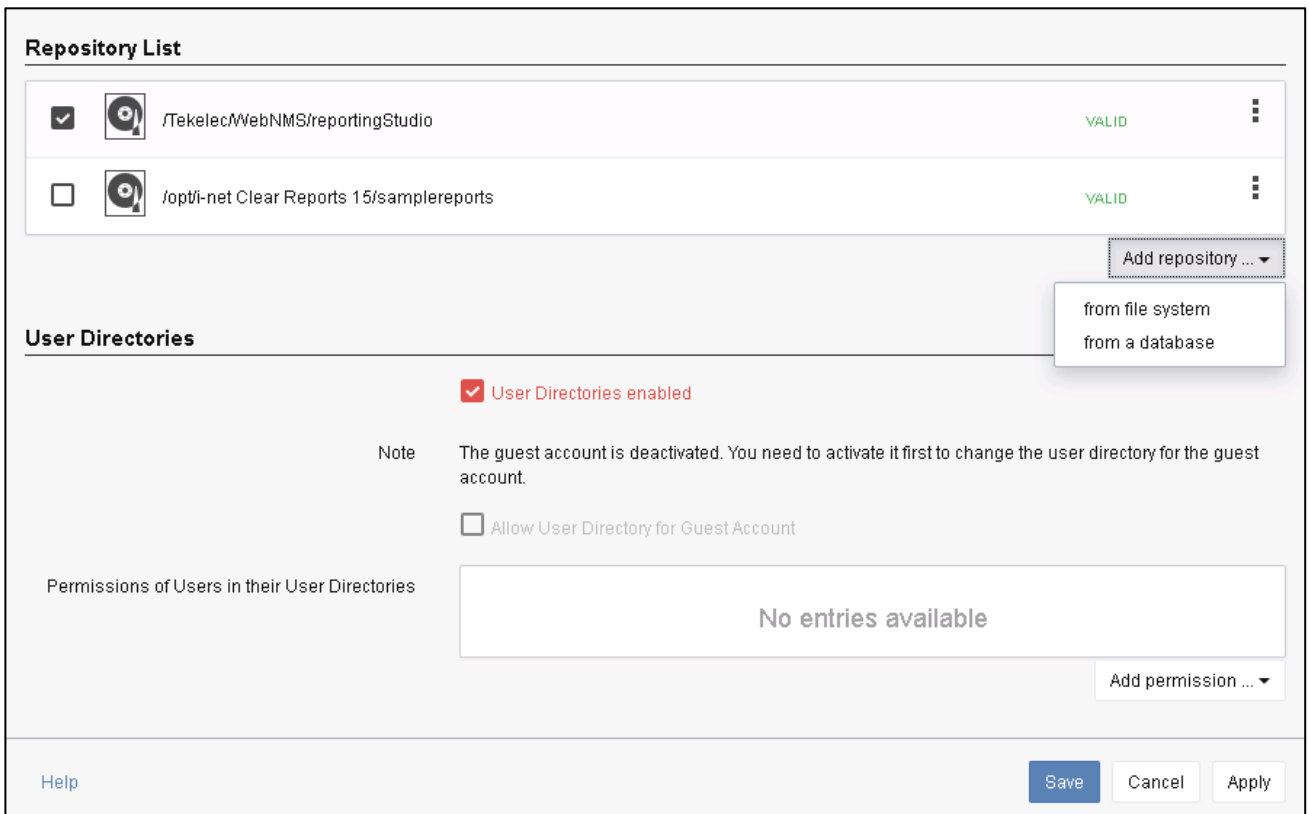 Repository List
/Tekelec/WebNMS/reportingStudio
VALID
/opt/i-net Clear Reports 15/samplereports
VALID
Add repository ...
from file system
from a database
User Directories
User Directories enabled
Note
The guest account is deactivated. You need to activate it first to change the user directory for the guest
account.
Allow User Directory for Guest Account
Permissions of Users in their User Directories
No entries available
Add permission ...
Help
Save
Cancel
Apply